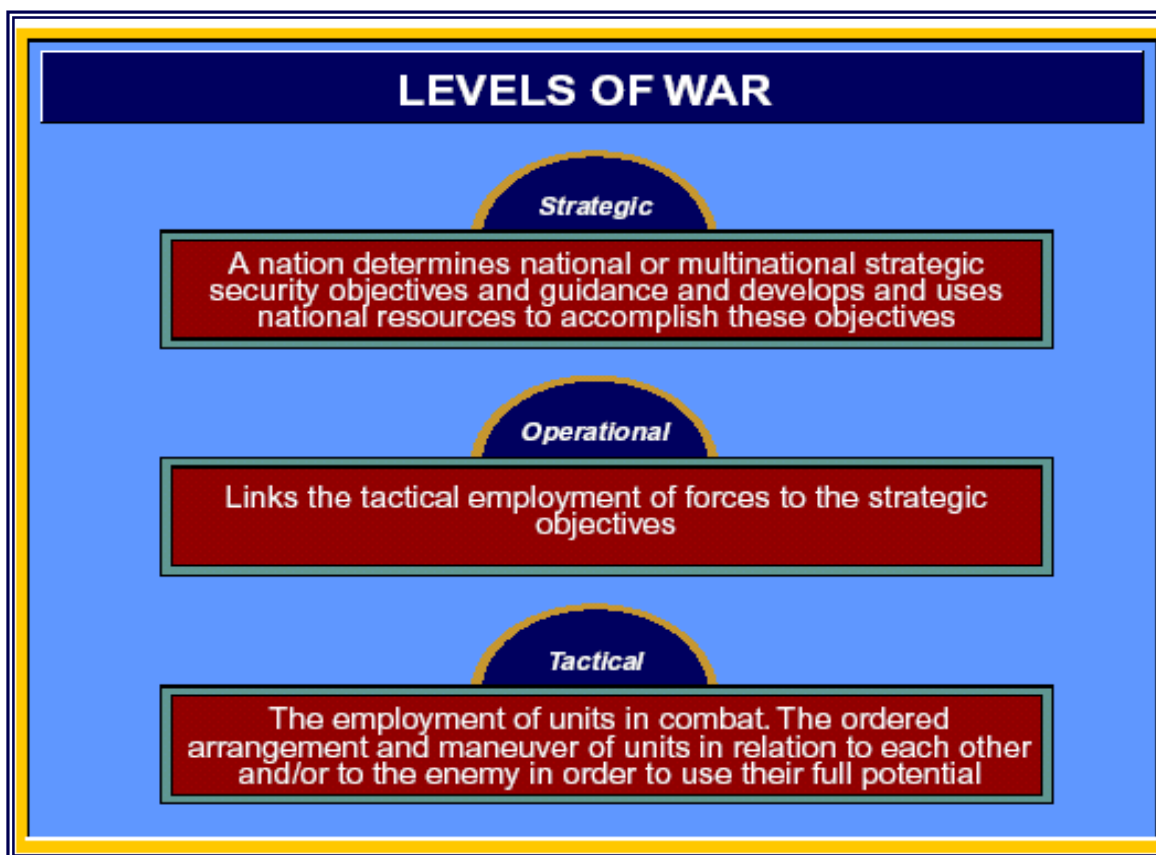 LEVELS OF WAR
Strategic
A nation determines national or multinational strategic
security objectives and guidance and develops and uses
national resources to accomplish these objectives
Operational
Links the tactical employment of forces to the strategic
objectives
Tactical
The employment of units in combat. The ordered
arrangement and maneuver of units in relation to each other
and/or to the enemy in order to use their full potential